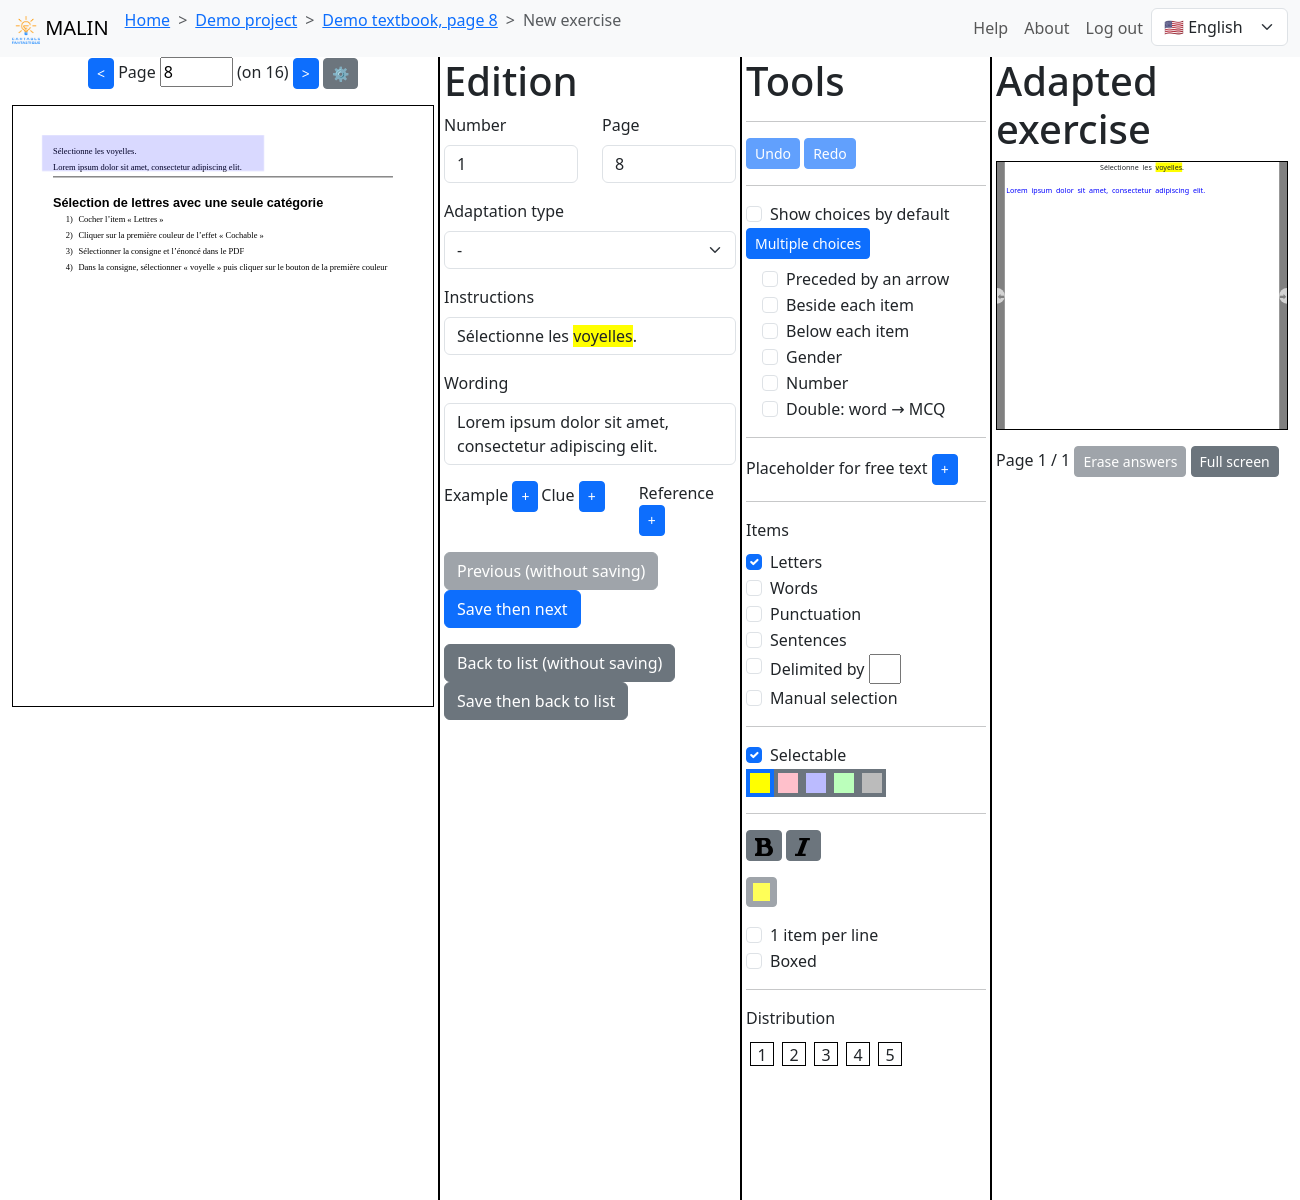 MALIN
Home > Demo project > Demo textbook, page 8 > New exercise
Help About Log out 🇺🇸 English
< Page 8 (on 16) > ⚙️
Sélectionne les voyelles.
Lorem ipsum dolor sit amet, consectetur adipiscing elit.
Sélection de lettres avec une seule catégorie
1) Cocher l’item « Lettres »
2) Cliquer sur la première couleur de l’effet « Cochable »
3) Sélectionner la consigne et l’énoncé dans le PDF
4) Dans la consigne, sélectionner « voyelle » puis cliquer sur le bouton de la première couleur
Edition
Number Page
1 8
Adaptation type
-
Instructions
Sélectionne les voyelles.
Wording
Lorem ipsum dolor sit amet,
consectetur adipiscing elit.
Example + Clue + Reference
+
Previous (without saving)
Save then next
Back to list (without saving)
Save then back to list
Tools
Undo Redo
Show choices by default
Multiple choices
Preceded by an arrow
Beside each item
Below each item
Gender
Number
Double: word → MCQ
Placeholder for free text +
Items
Letters
Words
Punctuation
Sentences
Delimited by
Manual selection
Selectable
B I
1 item per line
Boxed
Distribution
1 2 3 4 5
Adapted
exercise
Sélectionne les voyelles.
Lorem ipsum dolor sit amet, consectetur adipiscing elit.
Page 1 / 1 Erase answers Full screen